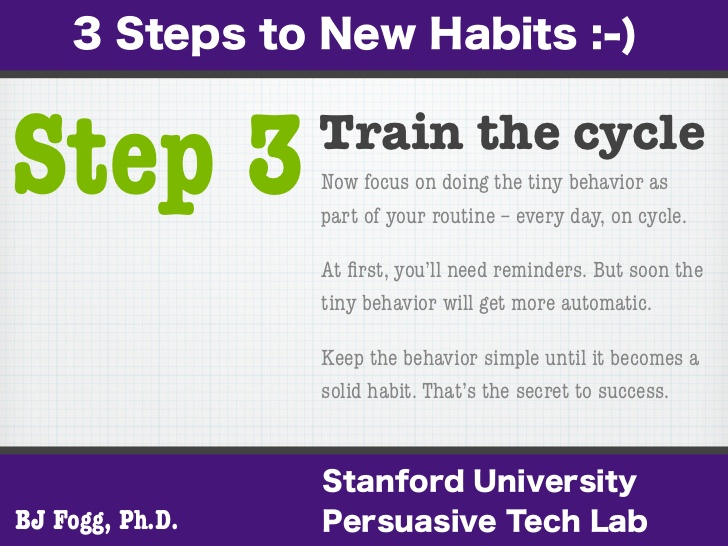 3 Steps to New Habits :-)
Step 3
Train the cycle
Now focus on doing the tiny behavior as
part of your routine – every day, on cycle.
At first, you’ll need reminders. But soon the
tiny behavior will get more automatic.
Keep the behavior simple until it becomes a
solid habit. That’s the secret to success.
BJ Fogg, Ph.D.
Stanford University
Persuasive Tech Lab